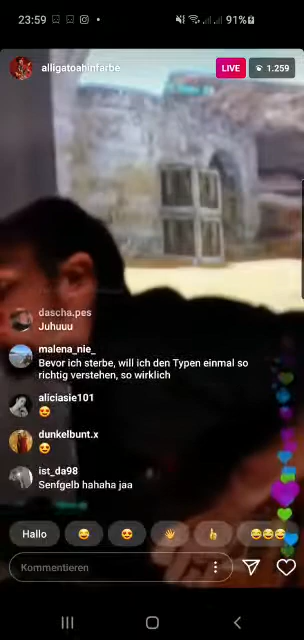 23:59
91%
alligatoahinfarbe
LIVE
1.259
dascha.pes
Juhuuu
malena_nie_
Bevor ich sterbe, will ich den Typen einmal so
richtig verstehen, so wirklich
aliciasie101
😍
dunkelbunt.x
😍
ist_da98
Senfgelb hahaha jaa
Hallo 😂 😍 👋 👆 😂😂😂
Kommentieren